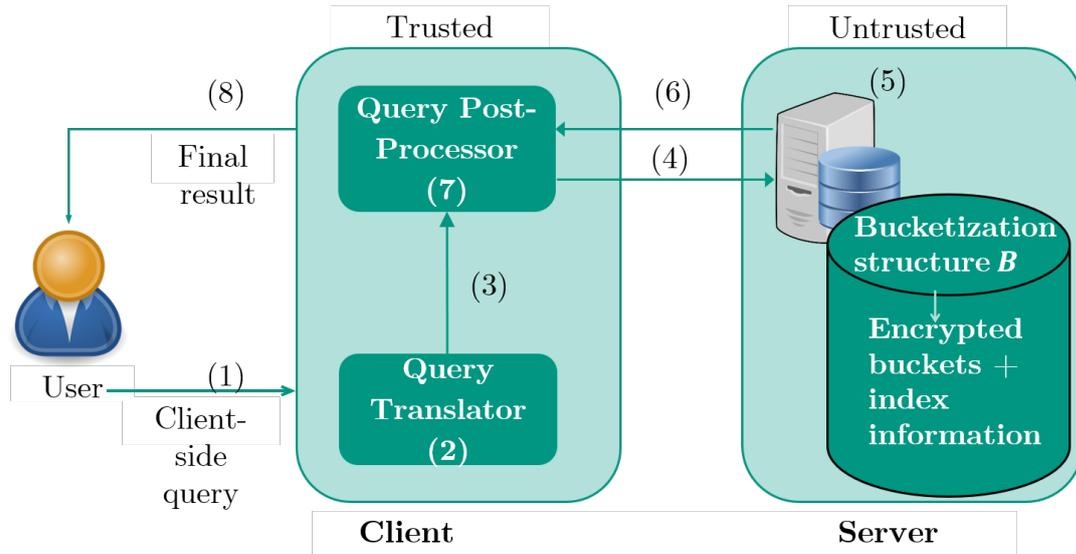 Trusted
Untrusted
(8)
Final
result
Query Post-
Processor
(7)
(6)
(4)
(5)
Bucketization
structure B
Encrypted
buckets +
index
information
(3)
User
(1)
Client-
side
query
Query
Translator
(2)
Client
Server